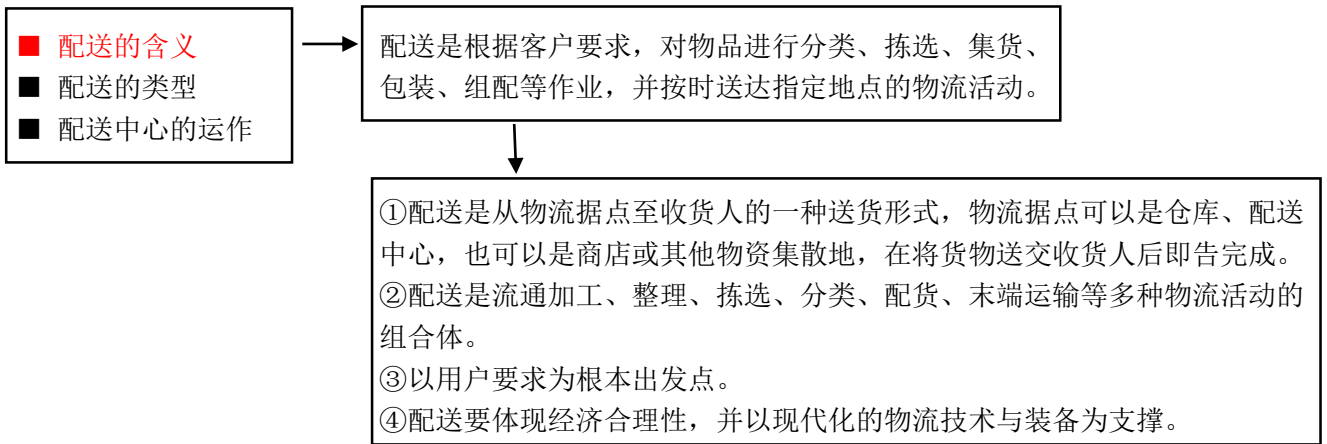 ■ 配送的含义
■ 配送的类型
■ 配送中心的运作
配送是根据客户要求，对物品进行分类、拣选、集货、
包装、组配等作业，并按时送达指定地点的物流活动。
①配送是从物流据点至收货人的一种送货形式，物流据点可以是仓库、配送
中心，也可以是商店或其他物资集散地，在将货物送交收货人后即告完成。
②配送是流通加工、整理、拣选、分类、配货、末端运输等多种物流活动的
组合体。
③以用户要求为根本出发点。
④配送要体现经济合理性，并以现代化的物流技术与装备为支撑。